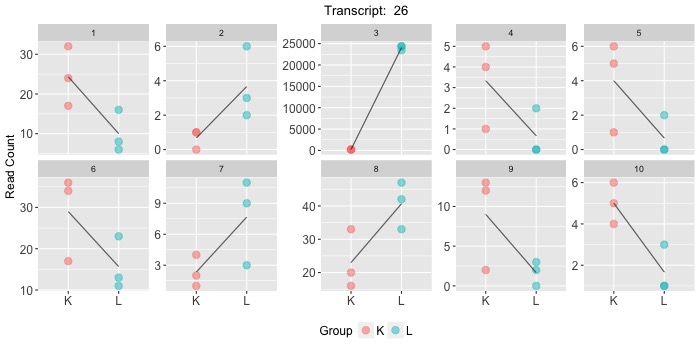 Transcript: 26
1 2 3 4 5
30 6 25000 5 6
20000 4
4 15000 3 4
20 10000 2
2 5000 1 2
10 0 0 0 0
Read Count
6 7 8 9 10
30 9 40 10 6
20 6 30 5 4
10 3 20 0 2
K L K L K L K L K L
Group K L